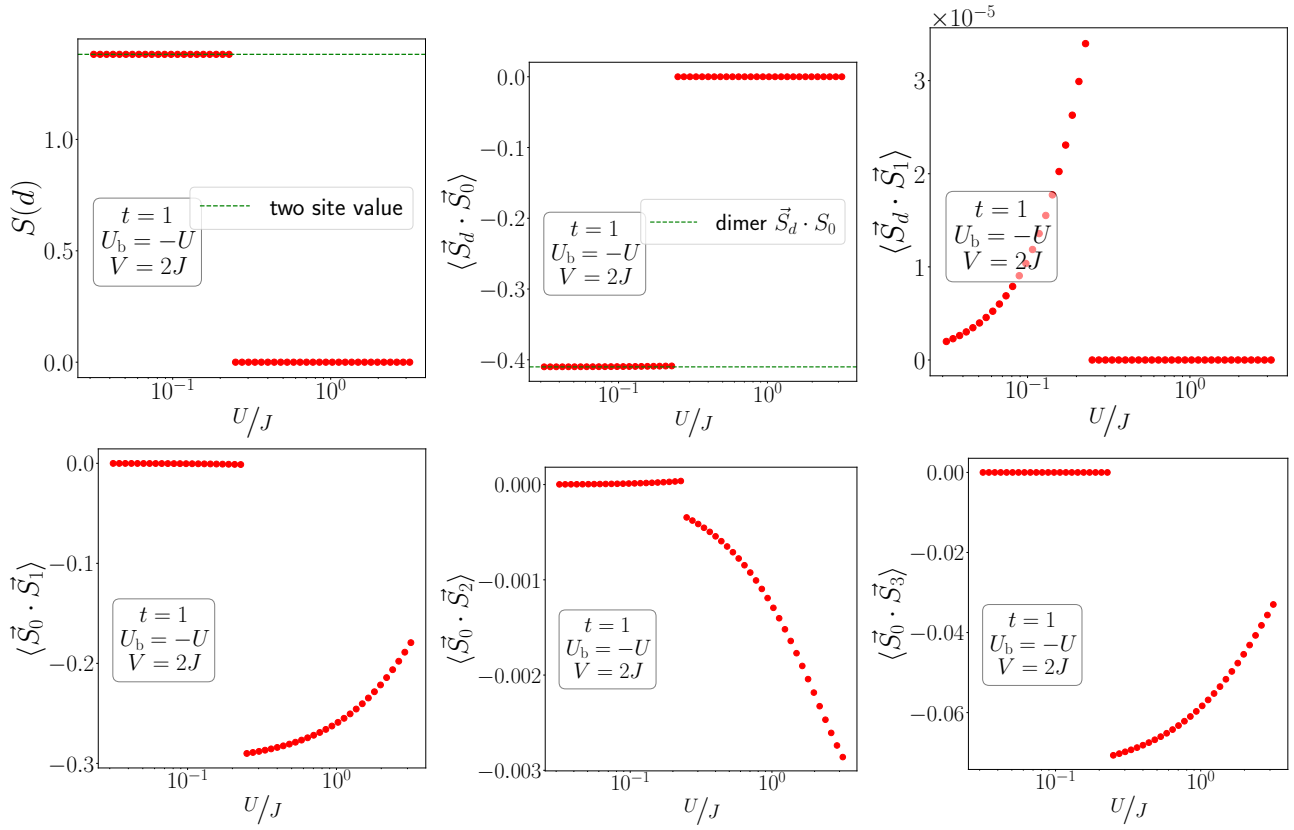 S(d)
1.0
0.5
0.0
10⁻¹
10⁰
U/J
t = 1
U_b = −U
V = 2J
two site value
⟨S⃗_d · S⃗_0⟩
0.0
−0.1
−0.2
−0.3
−0.4
10⁻¹
10⁰
U/J
t = 1
U_b = −U
V = 2J
dimer S⃗_d · S_0
×10⁻⁵
⟨S⃗_d · S⃗_1⟩
3
2
1
0
10⁻¹
10⁰
U/J
t = 1
U_b = −U
V = 2J
⟨S⃗_0 · S⃗_1⟩
0.0
−0.1
−0.2
−0.3
10⁻¹
10⁰
U/J
t = 1
U_b = −U
V = 2J
⟨S⃗_0 · S⃗_2⟩
0.000
−0.001
−0.002
−0.003
10⁻¹
10⁰
U/J
t = 1
U_b = −U
V = 2J
⟨S⃗_0 · S⃗_3⟩
0.00
−0.02
−0.04
−0.06
10⁻¹
10⁰
U/J
t = 1
U_b = −U
V = 2J